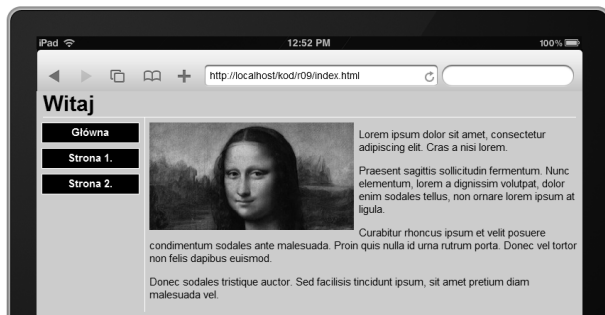 iPad 12:52 PM 100%
http://localhost/kod/r09/index.html
Witaj
Główna
Strona 1.
Strona 2.
Lorem ipsum dolor sit amet, consectetur
adipiscing elit. Cras a nisi lorem.
Praesent sagittis sollicitudin fermentum. Nunc
elementum, lorem a dignissim volutpat, dolor
enim sodales tellus, non ornare lorem ipsum at
ligula.
Curabitur rhoncus ipsum et velit posuere
condimentum sodales ante malesuada. Proin quis nulla id urna rutrum porta. Donec vel tortor
non felis dapibus euismod.
Donec sodales tristique auctor. Sed facilisis tincidunt ipsum, sit amet pretium diam
malesuada vel.